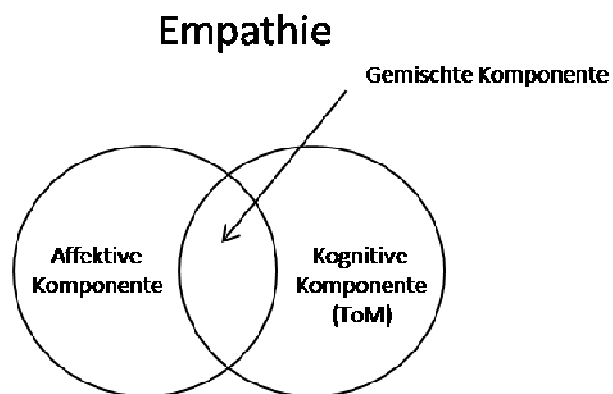 Empathie
Gemischte Komponente
Affektive
Komponente
Kognitive
Komponente
(ToM)